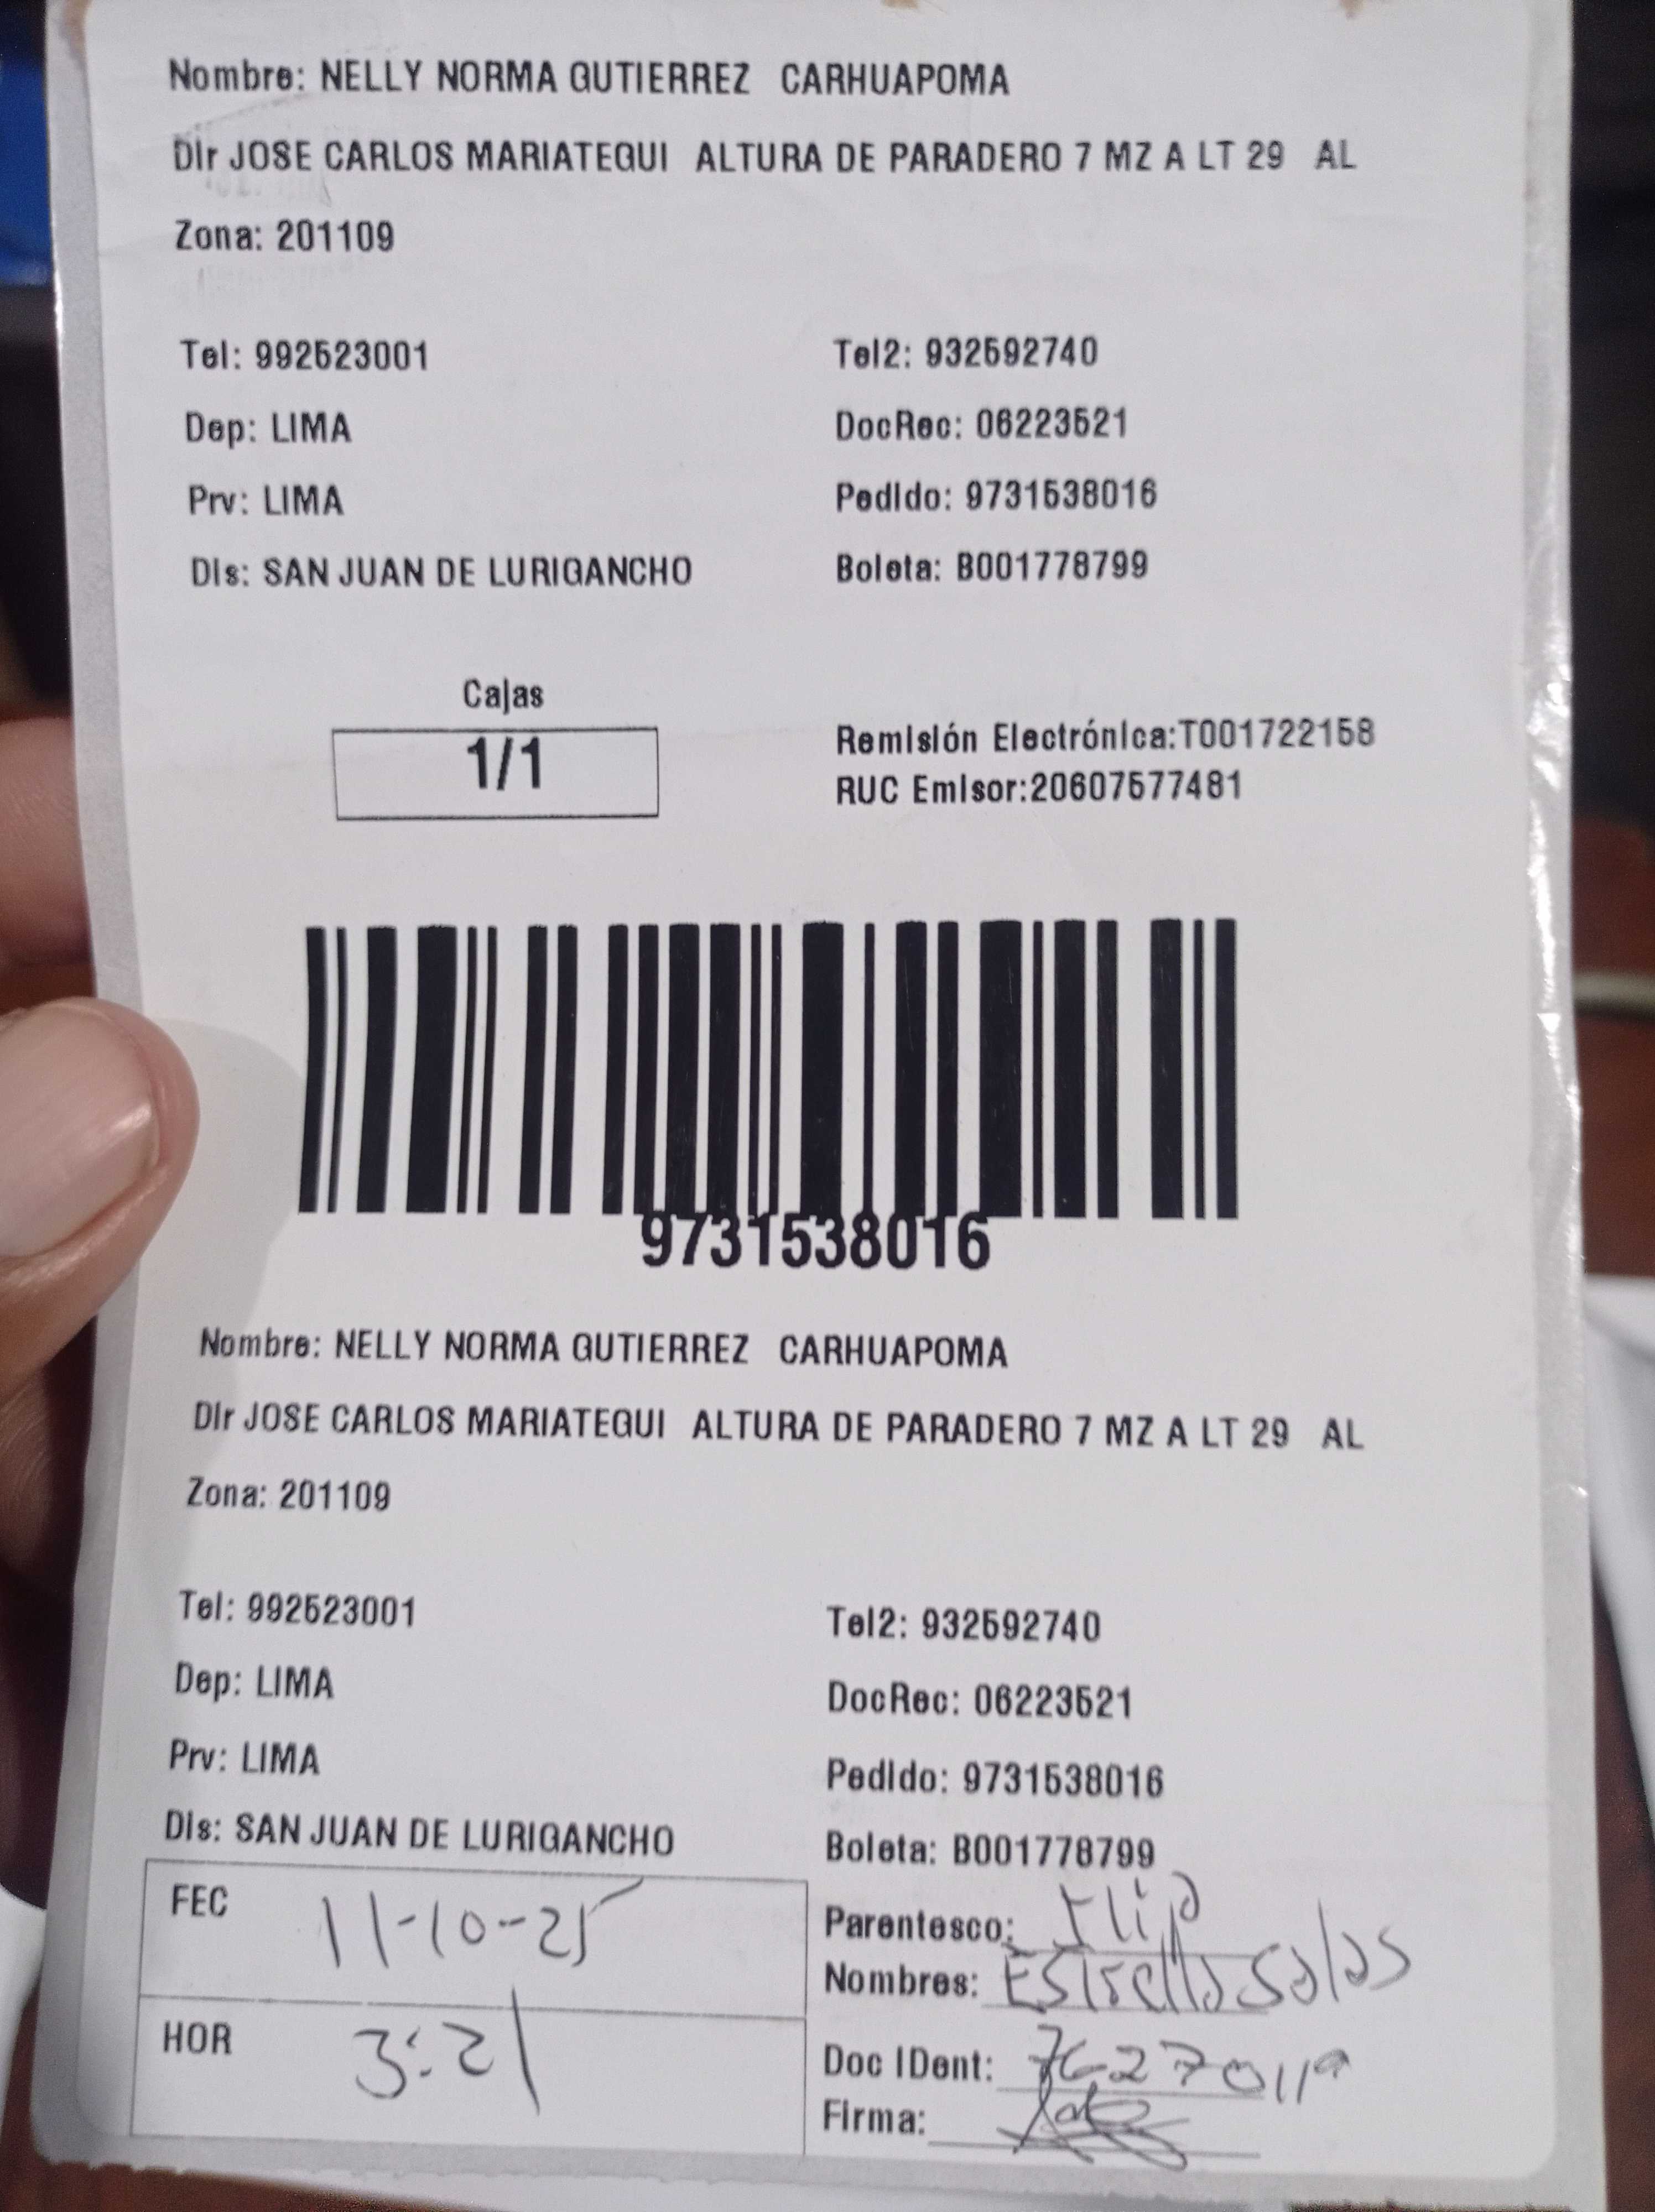 Nombre: NELLY NORMA GUTIERREZ CARHUAPOMA
Dir JOSE CARLOS MARIATEGUI ALTURA DE PARADERO 7 MZ A LT 29 AL
Zona: 201109
Tel: 992523001 Tel2: 932592740
Dep: LIMA DocRec: 06223521
Prv: LIMA Pedido: 9731538016
Dis: SAN JUAN DE LURIGANCHO Boleta: B001778799
Cajas
1/1
Remisión Electrónica:T001722158
RUC Emisor:20607577481
9731538016
Nombre: NELLY NORMA GUTIERREZ CARHUAPOMA
Dir JOSE CARLOS MARIATEGUI ALTURA DE PARADERO 7 MZ A LT 29 AL
Zona: 201109
Tel: 992523001 Tel2: 932592740
Dep: LIMA DocRec: 06223521
Prv: LIMA Pedido: 9731538016
Dis: SAN JUAN DE LURIGANCHO Boleta: B001778799
FEC 11-10-25
Parentesco:
Nombres: Estrella Salas
HOR 3:21
Doc IDent:
Firma: